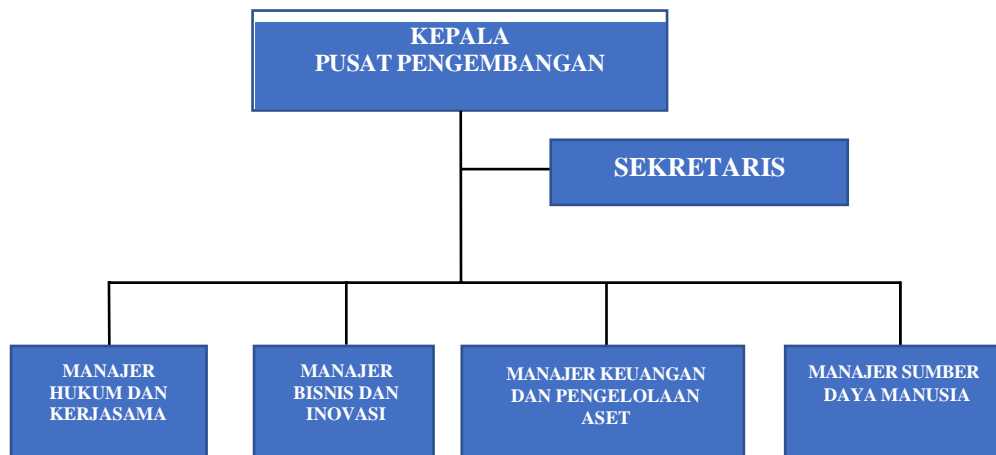 KEPALA
PUSAT PENGEMBANGAN
SEKRETARIS
MANAJER
HUKUM DAN
KERJASAMA
MANAJER
BISNIS DAN
INOVASI
MANAJER KEUANGAN
DAN PENGELOLAAN
ASET
MANAJER SUMBER
DAYA MANUSIA